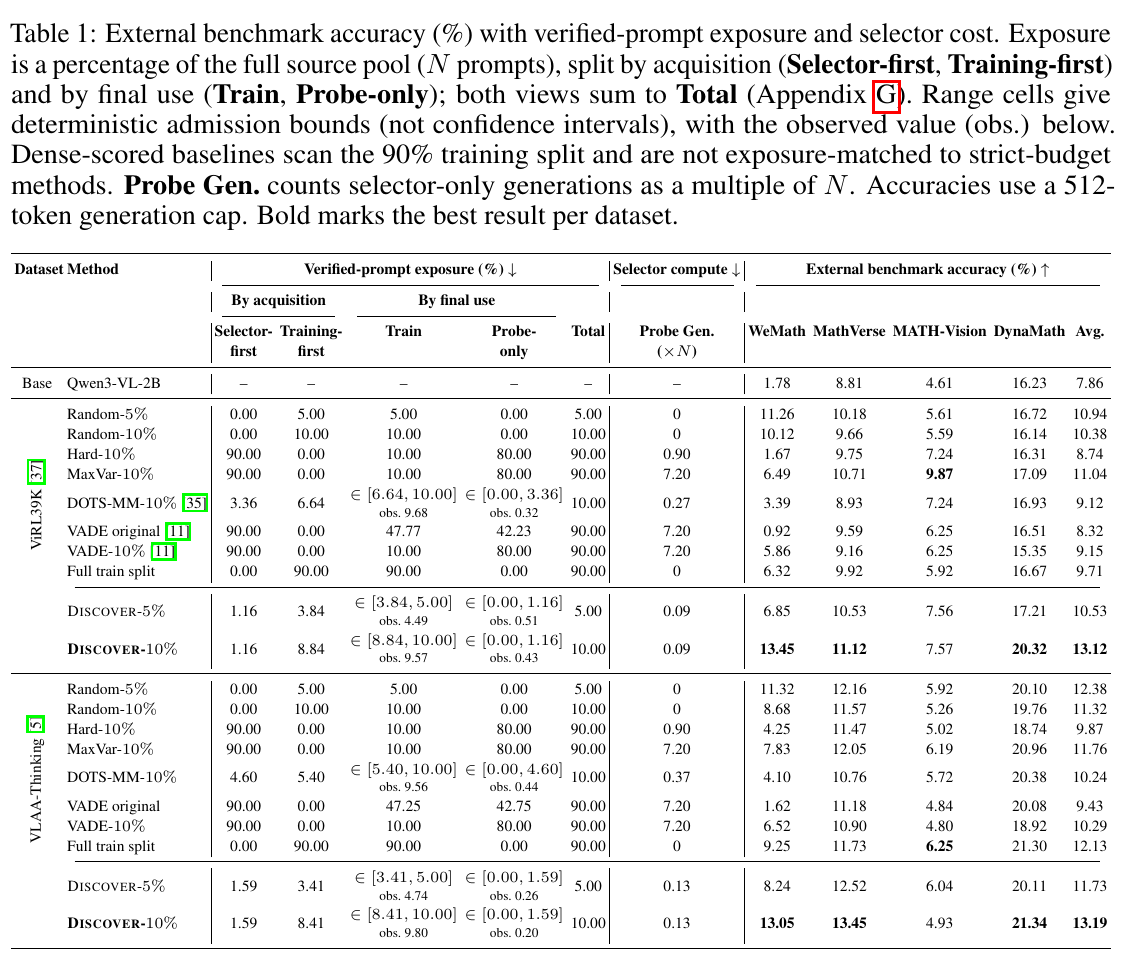 Table 1: External benchmark accuracy (%) with verified-prompt exposure and selector cost. Exposure
is a percentage of the full source pool (N prompts), split by acquisition (Selector-first, Training-first)
and by final use (Train, Probe-only); both views sum to Total (Appendix G). Range cells give
deterministic admission bounds (not confidence intervals), with the observed value (obs.) below.
Dense-scored baselines scan the 90% training split and are not exposure-matched to strict-budget
methods. Probe Gen. counts selector-only generations as a multiple of N. Accuracies use a 512-
token generation cap. Bold marks the best result per dataset.
Dataset Method Verified-prompt exposure (%) ↓ Selector compute ↓ External benchmark accuracy (%) ↑
By acquisition By final use
Selector- Training- Train Probe- Total Probe Gen. WeMath MathVerse MATH-Vision DynaMath Avg.
first first only (×N)
Base Qwen3-VL-2B – – – – – – 1.78 8.81 4.61 16.23 7.86
ViRL39K [37]
Random-5% 0.00 5.00 5.00 0.00 5.00 0 11.26 10.18 5.61 16.72 10.94
Random-10% 0.00 10.00 10.00 0.00 10.00 0 10.12 9.66 5.59 16.14 10.38
Hard-10% 90.00 0.00 10.00 80.00 90.00 0.90 1.67 9.75 7.24 16.31 8.74
MaxVar-10% 90.00 0.00 10.00 80.00 90.00 7.20 6.49 10.71 9.87 17.09 11.04
DOTS-MM-10% [35] 3.36 6.64 ∈ [6.64, 10.00] ∈ [0.00, 3.36] 10.00 0.27 3.39 8.93 7.24 16.93 9.12
obs. 9.68 obs. 0.32
VADE original [11] 90.00 0.00 47.77 42.23 90.00 7.20 0.92 9.59 6.25 16.51 8.32
VADE-10% [11] 90.00 0.00 10.00 80.00 90.00 7.20 5.86 9.16 6.25 15.35 9.15
Full train split 0.00 90.00 90.00 0.00 90.00 0 6.32 9.92 5.92 16.67 9.71
DISCOVER-5% 1.16 3.84 ∈ [3.84, 5.00] ∈ [0.00, 1.16] 5.00 0.09 6.85 10.53 7.56 17.21 10.53
obs. 4.49 obs. 0.51
DISCOVER-10% 1.16 8.84 ∈ [8.84, 10.00] ∈ [0.00, 1.16] 10.00 0.09 13.45 11.12 7.57 20.32 13.12
obs. 9.57 obs. 0.43
VLAA-Thinking [5]
Random-5% 0.00 5.00 5.00 0.00 5.00 0 11.32 12.16 5.92 20.10 12.38
Random-10% 0.00 10.00 10.00 0.00 10.00 0 8.68 11.57 5.26 19.76 11.32
Hard-10% 90.00 0.00 10.00 80.00 90.00 0.90 4.25 11.47 5.02 18.74 9.87
MaxVar-10% 90.00 0.00 10.00 80.00 90.00 7.20 7.83 12.05 6.19 20.96 11.76
DOTS-MM-10% 4.60 5.40 ∈ [5.40, 10.00] ∈ [0.00, 4.60] 10.00 0.37 4.10 10.76 5.72 20.38 10.24
obs. 9.56 obs. 0.44
VADE original 90.00 0.00 47.25 42.75 90.00 7.20 1.62 11.18 4.84 20.08 9.43
VADE-10% 90.00 0.00 10.00 80.00 90.00 7.20 6.52 10.90 4.80 18.92 10.29
Full train split 0.00 90.00 90.00 0.00 90.00 0 9.25 11.73 6.25 21.30 12.13
DISCOVER-5% 1.59 3.41 ∈ [3.41, 5.00] ∈ [0.00, 1.59] 5.00 0.13 8.24 12.52 6.04 20.11 11.73
obs. 4.74 obs. 0.26
DISCOVER-10% 1.59 8.41 ∈ [8.41, 10.00] ∈ [0.00, 1.59] 10.00 0.13 13.05 13.45 4.93 21.34 13.19
obs. 9.80 obs. 0.20